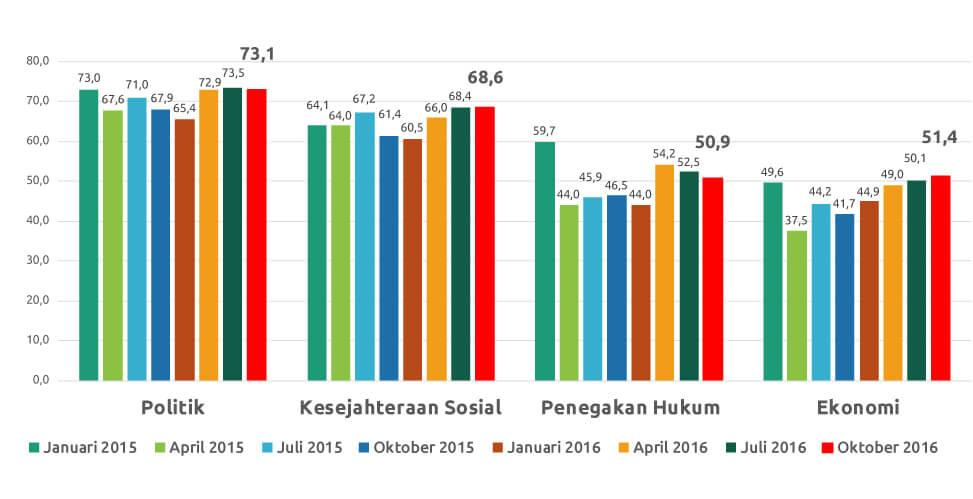 73,1
80,0
73,0 67,6 71,0 67,9 65,4 72,9 73,5
68,6
64,1 64,0 67,2 61,4 60,5 66,0 68,4
50,9
59,7 44,0 45,9 46,5 44,0 54,2 52,5
51,4
49,6 37,5 44,2 41,7 44,9 49,0 50,1
70,0
60,0
50,0
40,0
30,0
20,0
10,0
0,0
Politik Kesejahteraan Sosial Penegakan Hukum Ekonomi
Januari 2015 April 2015 Juli 2015 Oktober 2015 Januari 2016 April 2016 Juli 2016 Oktober 2016